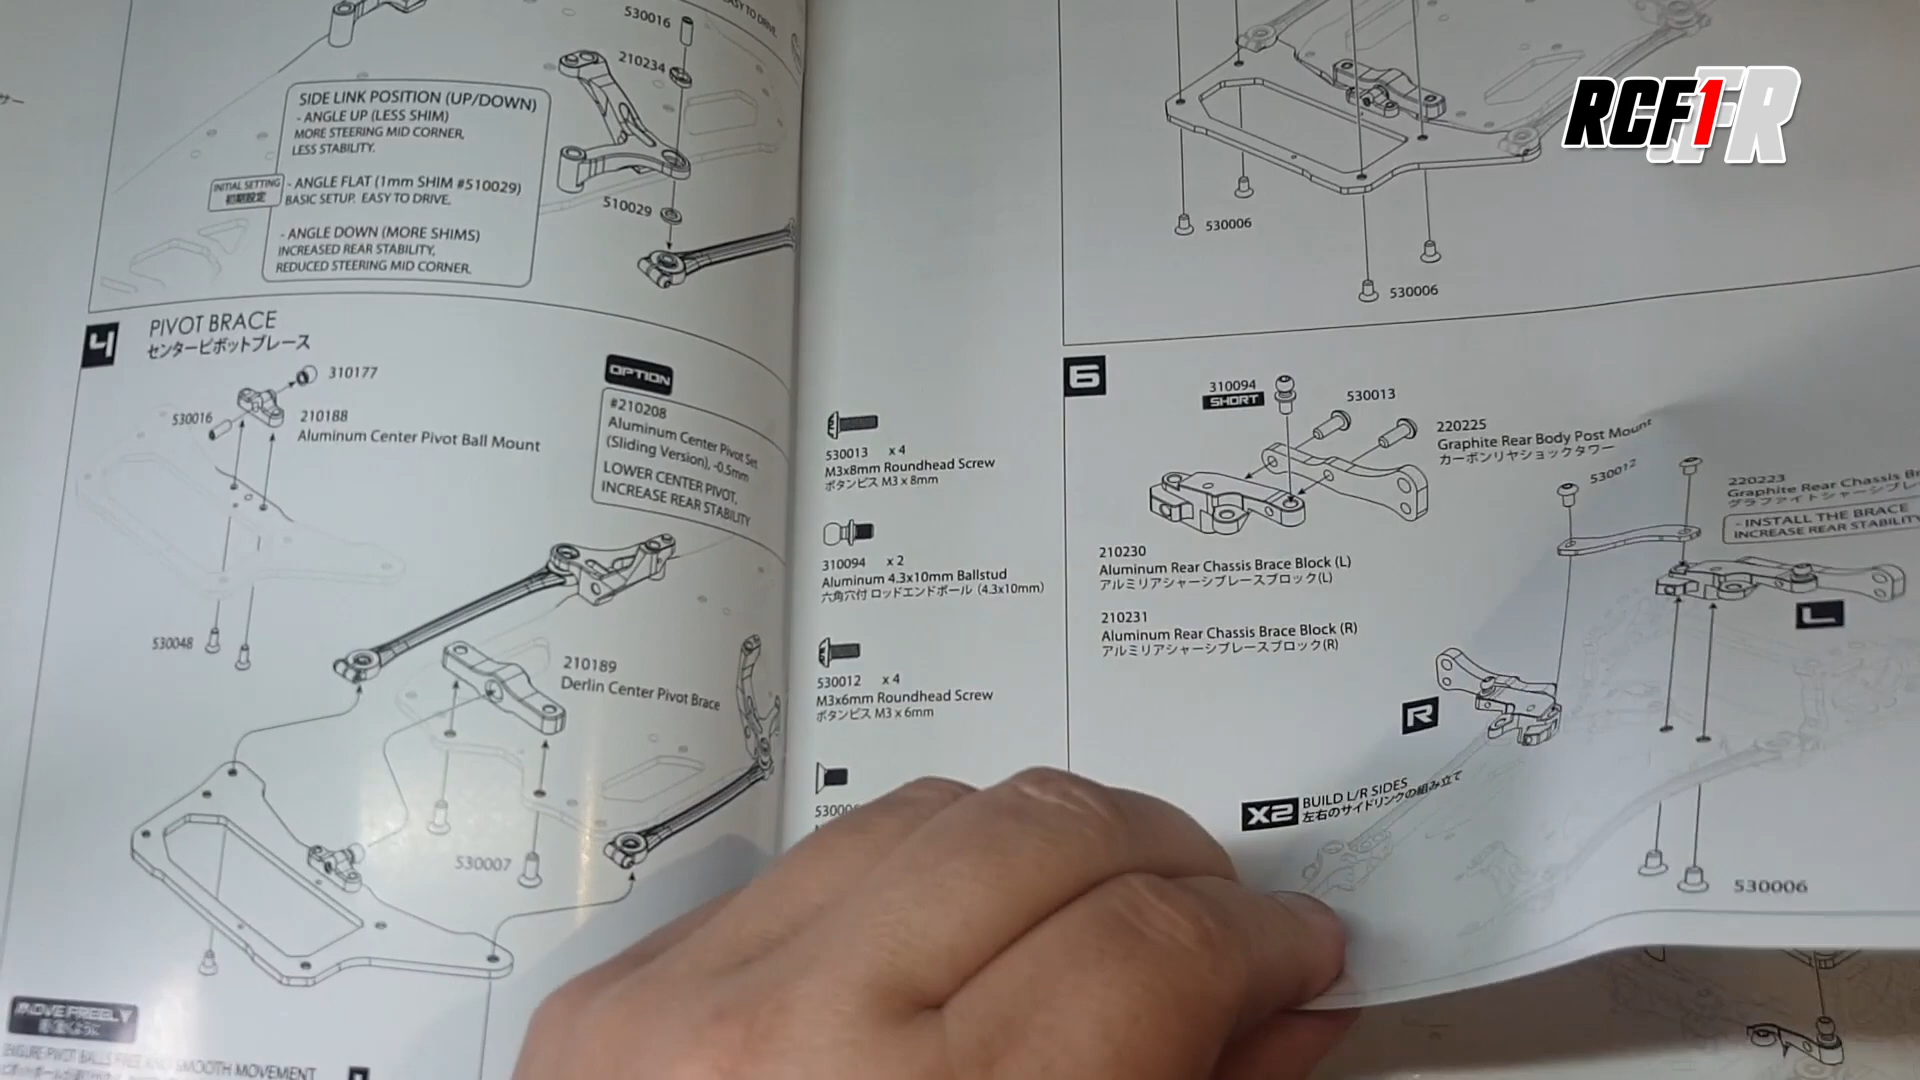 530016
210234
SIDE LINK POSITION (UP/DOWN)
- ANGLE UP (LESS SHIM)
MORE STEERING MID CORNER,
LESS STABILITY.
INITIAL SETTING
初期設定
- ANGLE FLAT (1mm SHIM #510029)
BASIC SETUP. EASY TO DRIVE.
- ANGLE DOWN (MORE SHIMS)
INCREASED REAR STABILITY,
REDUCED STEERING MID CORNER.
510029
4
PIVOT BRACE
センターピボットブレース
310177
530016
210188
Aluminum Center Pivot Ball Mount
OPTION
#210208
Aluminum Center Pivot Set
(Sliding Version), -0.5mm
LOWER CENTER PIVOT,
INCREASE REAR STABILITY
530048
210189
Derlin Center Pivot Brace
530007
MOVE FREELY
MOOTH MOVEMENT
530013 x 4
M3x8mm Roundhead Screw
ボタンビス M3 x 8mm
310094 x 2
Aluminum 4.3x10mm Ballstud
六角穴付 ロッドエンドボール (4.3x10mm)
530012 x 4
M3x6mm Roundhead Screw
ボタンビス M3 x 6mm
RCF1
R
530006
530006
6
310094
SHORT
530013
220225
Graphite Rear Body Post Mount
カーボンリヤショックタワー
530012
220223
Graphite Rear Chassis
- INSTALL THE BRACE
INCREASE REAR STABILITY
210230
Aluminum Rear Chassis Brace Block (L)
アルミリアシャーシブレースブロック(L)
210231
Aluminum Rear Chassis Brace Block (R)
アルミリアシャーシブレースブロック(R)
L
R
X2
BUILD L/R SIDES
左右のサイドリンクの組み立て
530006